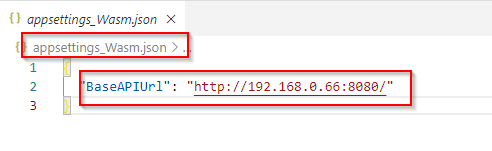 {} appsettings_Wasm.json ×
{} appsettings_Wasm.json > ...
1 {
2 "BaseAPIUrl": "http://192.168.0.66:8080/"
3 }